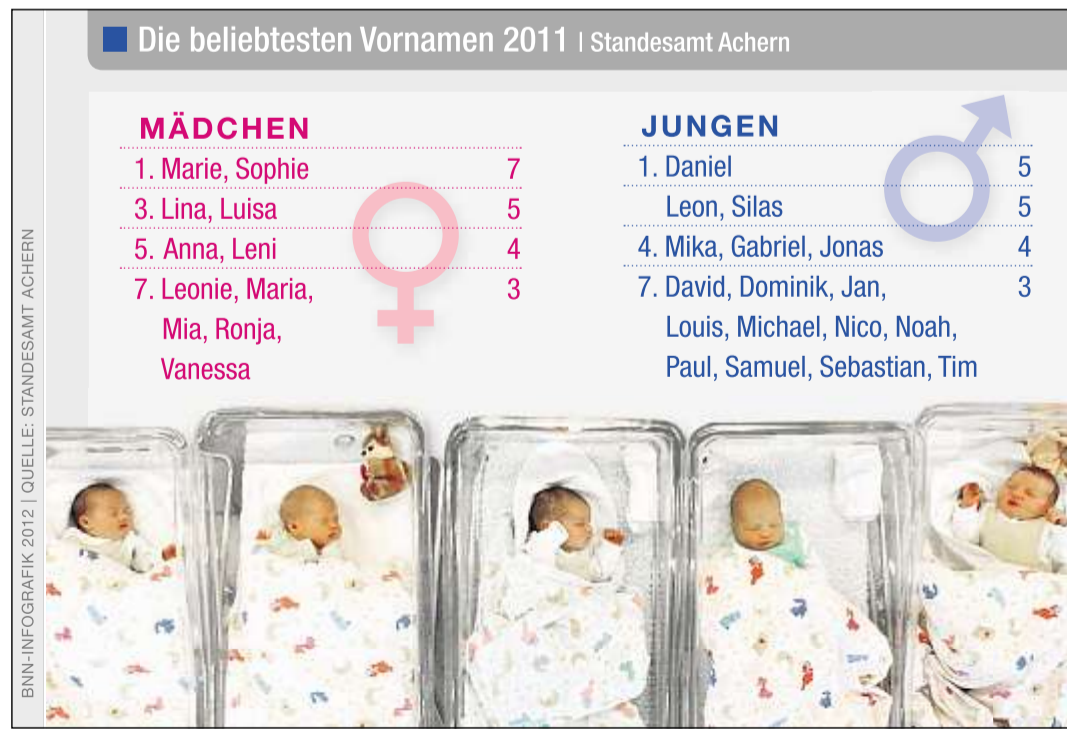 Die beliebtesten Vornamen 2011 | Standesamt Achern
MÄDCHEN
1. Marie, Sophie 7
3. Lina, Luisa 5
5. Anna, Leni 4
7. Leonie, Maria, 3
Mia, Ronja,
Vanessa
JUNGEN
1. Daniel 5
Leon, Silas 5
4. Mika, Gabriel, Jonas 4
7. David, Dominik, Jan, 3
Louis, Michael, Nico, Noah,
Paul, Samuel, Sebastian, Tim
BNN-INFOGRAFIK 2012 | QUELLE: STANDESAMT ACHERN